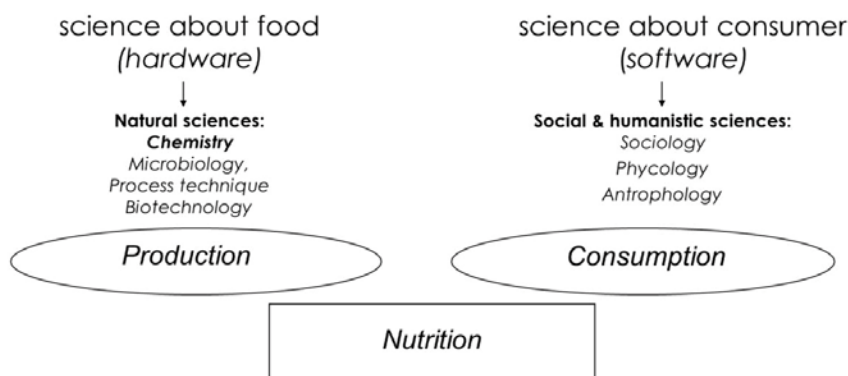 science about food
(hardware)
Natural sciences:
Chemistry
Microbiology,
Process technique
Biotechnology
Production
science about consumer
(software)
Social & humanistic sciences:
Sociology
Phycology
Antrophology
Consumption
Nutrition